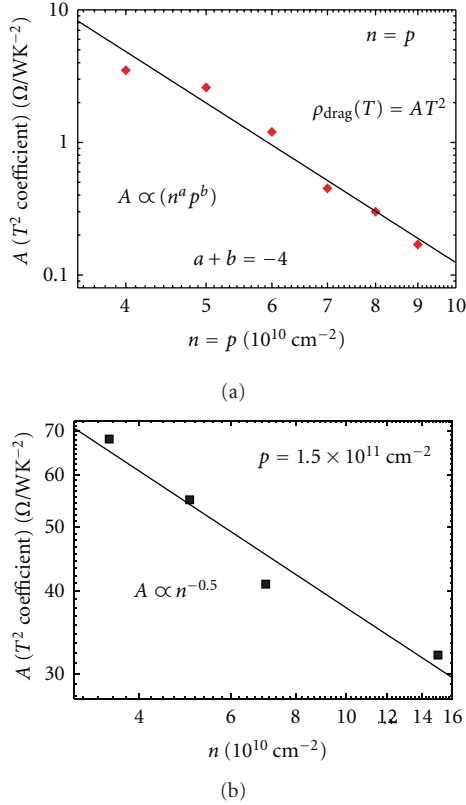 10
1
0.1
A (T² coefficient) (Ω/WK⁻²)
n = p
ρdrag(T) = AT²
A ∝ (nᵃ pᵇ)
a + b = −4
4 5 6 7 8 9 10
n = p (10¹⁰ cm⁻²)
(a)
70
60
50
40
30
A (T² coefficient) (Ω/WK⁻²)
p = 1.5 × 10¹¹ cm⁻²
A ∝ n⁻⁰·⁵
4 6 8 10 12 14 16
n (10¹⁰ cm⁻²)
(b)